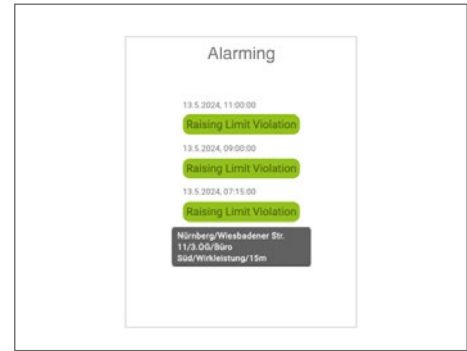 Alarming
13.5.2024, 11:00:00
Raising Limit Violation
13.5.2024, 09:00:00
Raising Limit Violation
13.5.2024, 07:15:00
Raising Limit Violation
Nürnberg/Wiesbadener Str.
11/3.OG/Büro
Süd/Wirkleistung/15m